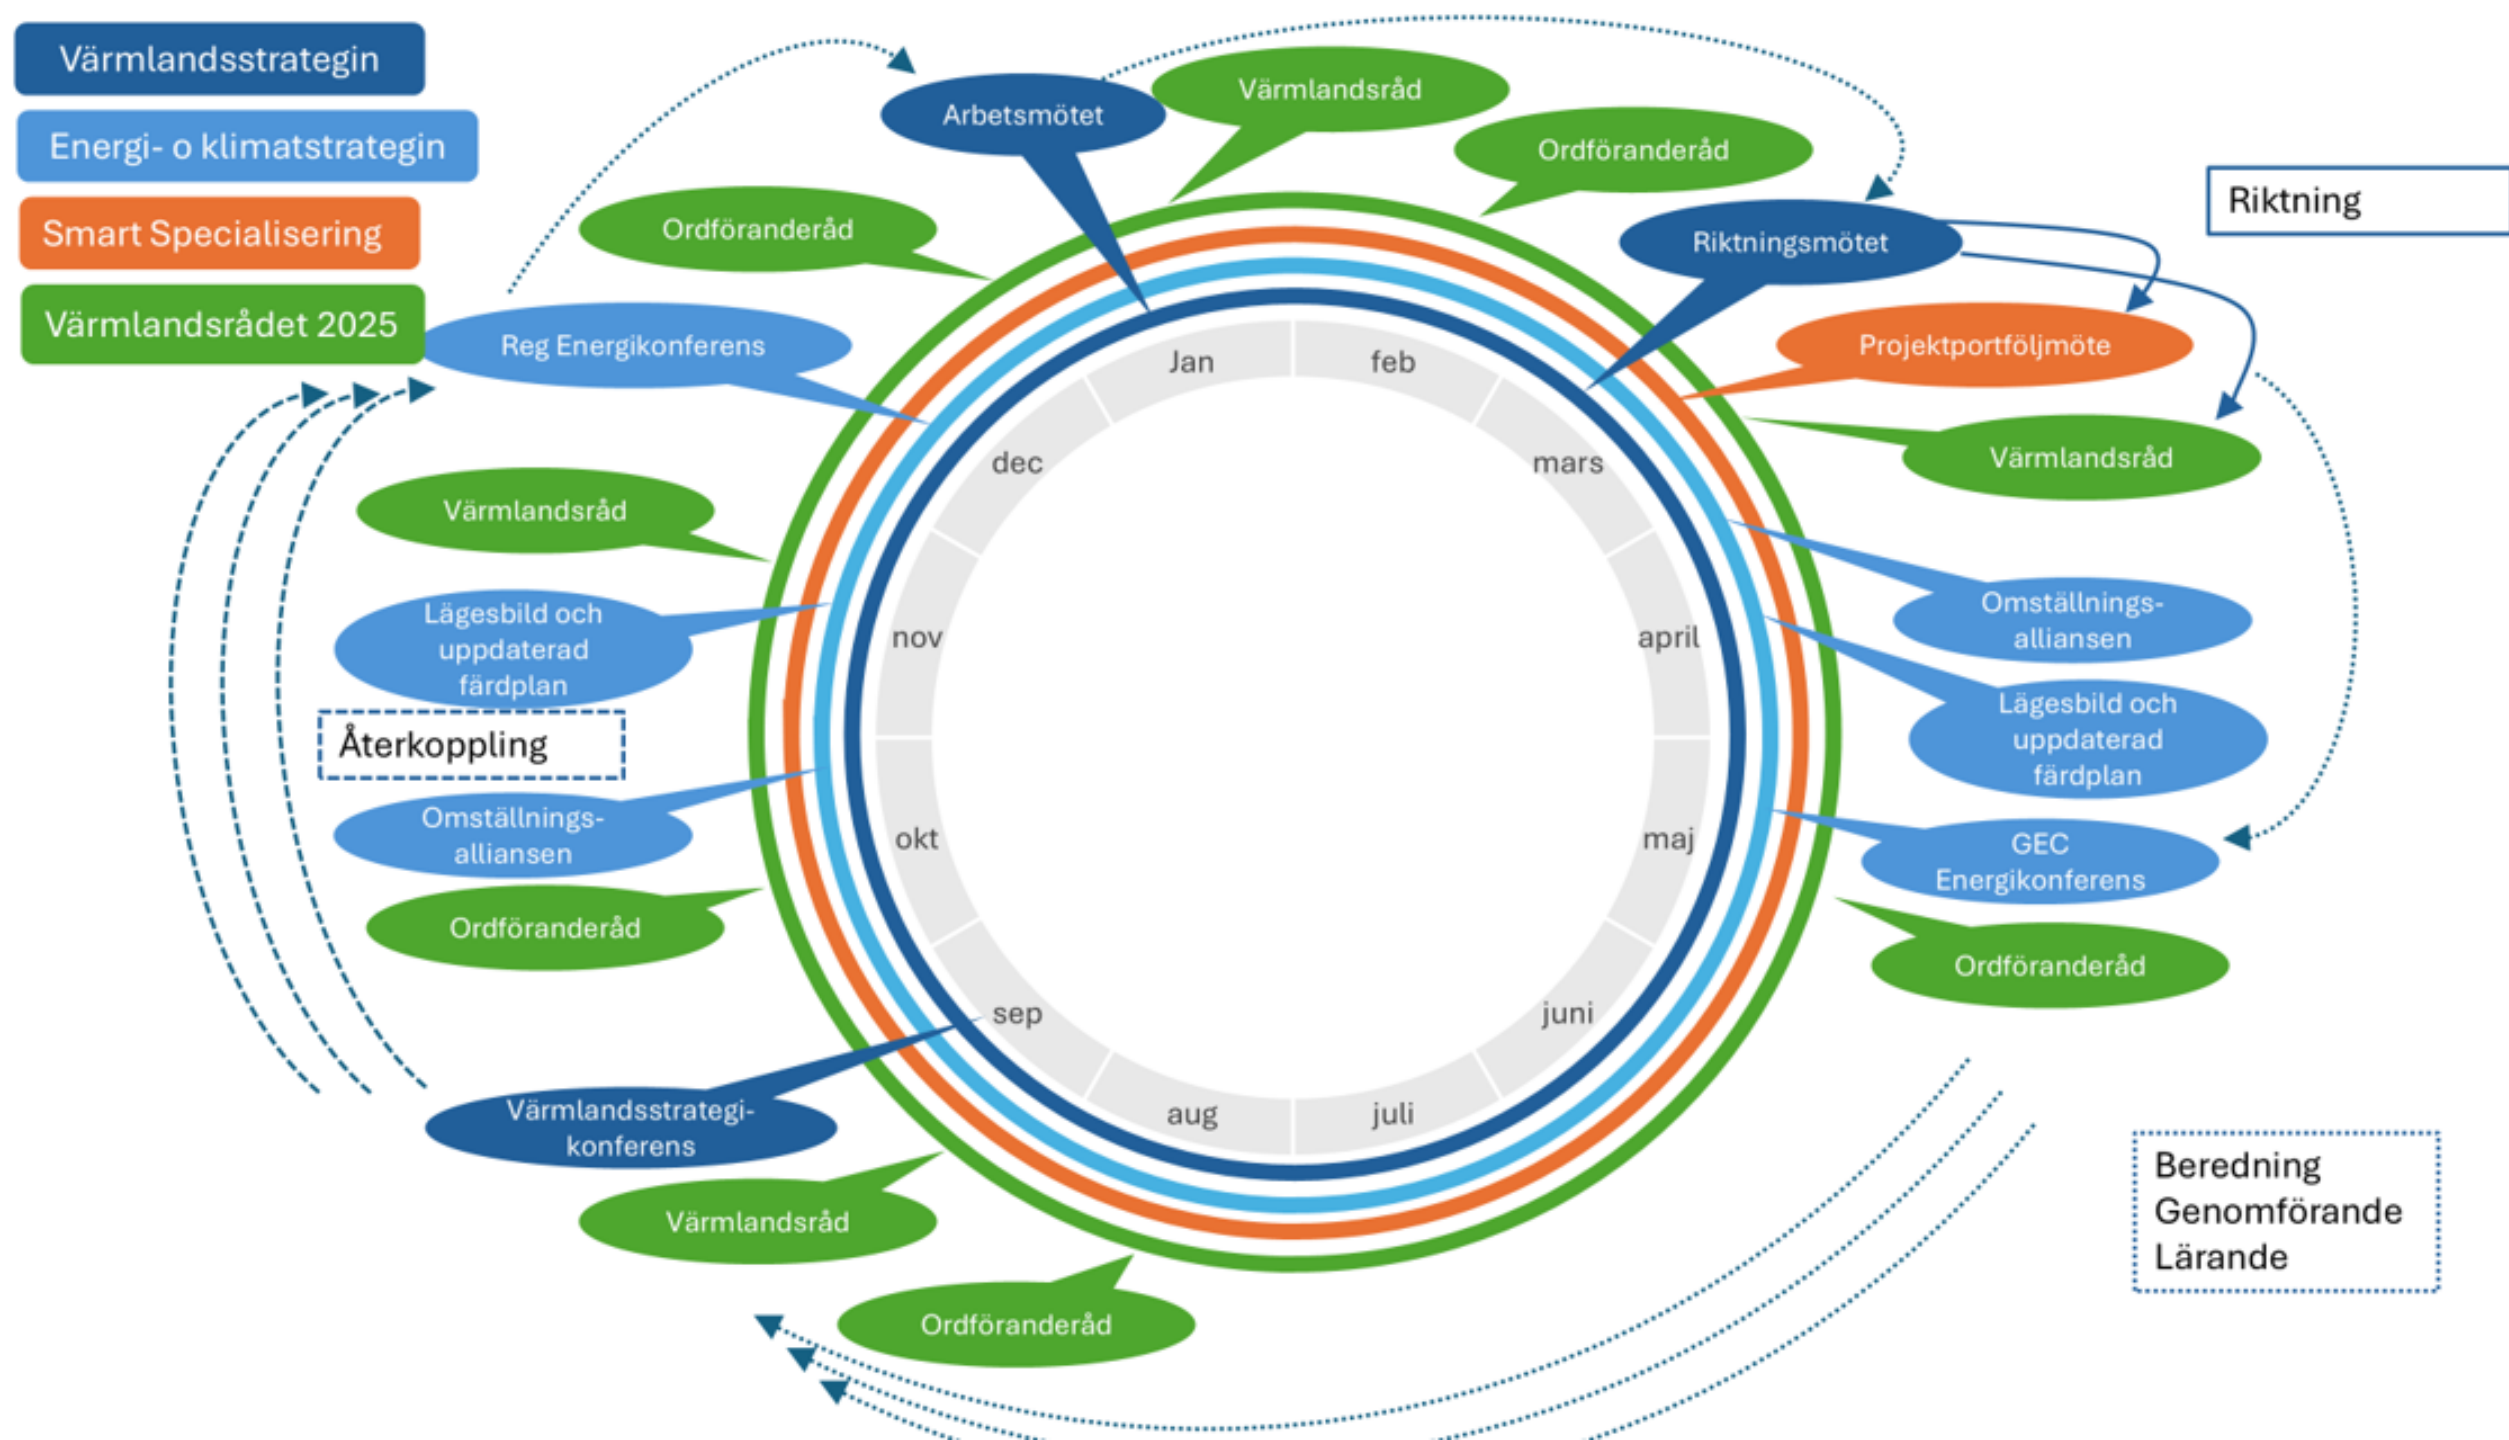 Värmlandsstrategin
Energi- o klimatstrategin
Smart Specialisering
Värmlandsrådet 2025
Arbetsmötet
Värmlandsråd
Ordföranderåd
Riktningsmötet
Riktning
Projektportföljmöte
Värmlandsråd
Omställnings-
alliansen
Lägesbild och
uppdaterad
färdplan
GEC
Energikonferens
Ordföranderåd
Beredning
Genomförande
Lärande
Ordföranderåd
Värmlandsråd
Värmlandsstrategi-
konferens
Ordföranderåd
Omställnings-
alliansen
Återkoppling
Lägesbild och
uppdaterad
färdplan
Värmlandsråd
Reg Energikonferens
Ordföranderåd
Jan
feb
mars
april
maj
juni
juli
aug
sep
okt
nov
dec